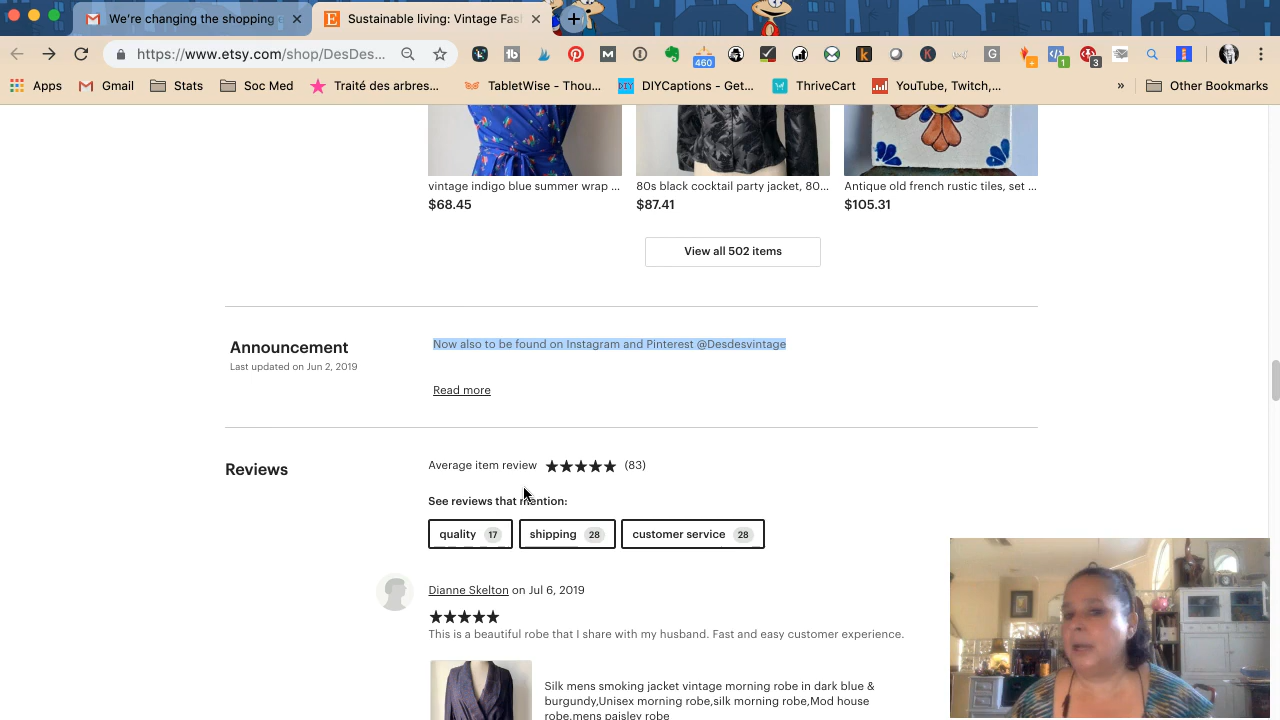 We're changing the shopping e
Sustainable living: Vintage Fas
https://www.etsy.com/shop/DesDes...
460
1
3
Apps
Gmail
Stats
Soc Med
Traité des arbres...
TabletWise - Thou...
DIYCaptions - Get...
ThriveCart
YouTube, Twitch,...
»
Other Bookmarks
vintage indigo blue summer wrap ...
80s black cocktail party jacket, 80...
Antique old french rustic tiles, set ...
$68.45
$87.41
$105.31
View all 502 items
Announcement
Last updated on Jun 2, 2019
Now also to be found on Instagram and Pinterest @Desdesvintage
Read more
Reviews
Average item review ★★★★★ (83)
See reviews that mention:
quality 17
shipping 28
customer service 28
Dianne Skelton on Jul 6, 2019
★★★★★
This is a beautiful robe that I share with my husband. Fast and easy customer experience.
Silk mens smoking jacket vintage morning robe in dark blue &
burgundy,Unisex morning robe,silk morning robe,Mod house
robe,mens paisley robe